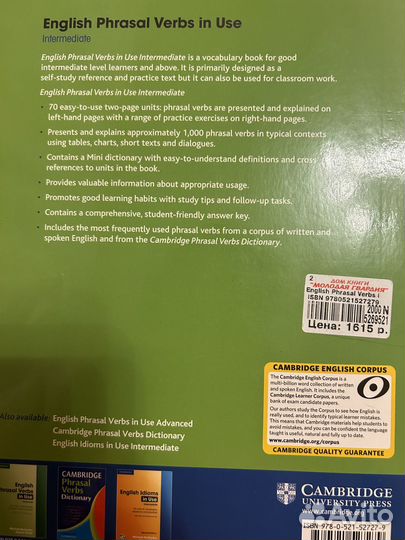 English Phrasal Verbs in Use
Intermediate
English Phrasal Verbs in Use Intermediate is a vocabulary book for good
intermediate level learners and above. It is primarily designed as a
self-study reference and practice text but it can also be used for classroom work.
English Phrasal Verbs in Use Intermediate
• 70 easy-to-use two-page units: phrasal verbs are presented and explained on
left-hand pages with a range of practice exercises on right-hand pages.
• Presents and explains approximately 1,000 phrasal verbs in typical contexts
using tables, charts, short texts and dialogues.
• Contains a Mini dictionary with easy-to-understand definitions and cross
references to units in the book.
• Provides valuable information about appropriate usage.
• Promotes good learning habits with study tips and follow-up tasks.
• Contains a comprehensive, student-friendly answer key.
• Includes the most frequently used phrasal verbs from a corpus of written and
spoken English and from the Cambridge Phrasal Verbs Dictionary.
2
ДОМ КНИГИ
"МОЛОДАЯ ГВАРДИЯ"
English Phrasal Verbs i
ISBN 9780521527279
2000 N
5269521
Цена: 1615 р.
CAMBRIDGE ENGLISH CORPUS
The Cambridge English Corpus is a
multi-billion word collection of written
and spoken English. It includes the
Cambridge Learner Corpus, a unique
bank of exam candidate papers.
Our authors study the Corpus to see how English is
really used, and to identify typical learner mistakes.
This means that Cambridge materials help students to
avoid mistakes, and you can be confident the language
taught is useful, natural and fully up to date.
www.cambridge.org/corpus
CAMBRIDGE QUALITY GUARANTEE
Also available:
English Phrasal Verbs in Use Advanced
Cambridge Phrasal Verbs Dictionary
English Idioms in Use Intermediate
English
Phrasal Verbs
in Use
CAMBRIDGE
Phrasal
Verbs
Dictionary
English Idioms
in Use
CAMBRIDGE
UNIVERSITY PRESS
www.cambridge.org
ISBN 978-0-521-52727-9
Avito